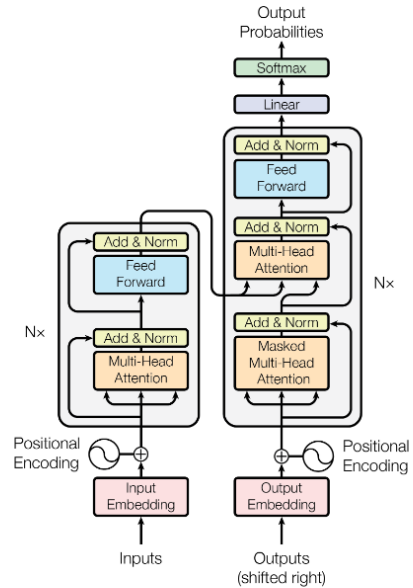 Output
Probabilities
Softmax
Linear
Add & Norm
Feed
Forward
Add & Norm
Multi-Head
Attention
Add & Norm
Masked
Multi-Head
Attention
Nx
Add & Norm
Feed
Forward
Add & Norm
Multi-Head
Attention
Nx
Positional
Encoding
Positional
Encoding
Input
Embedding
Output
Embedding
Inputs
Outputs
(shifted right)